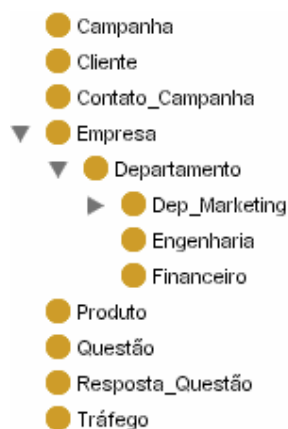 Campanha
Cliente
Contato_Campanha
Empresa
Departamento
Dep_Marketing
Engenharia
Financeiro
Produto
Questão
Resposta_Questão
Tráfego